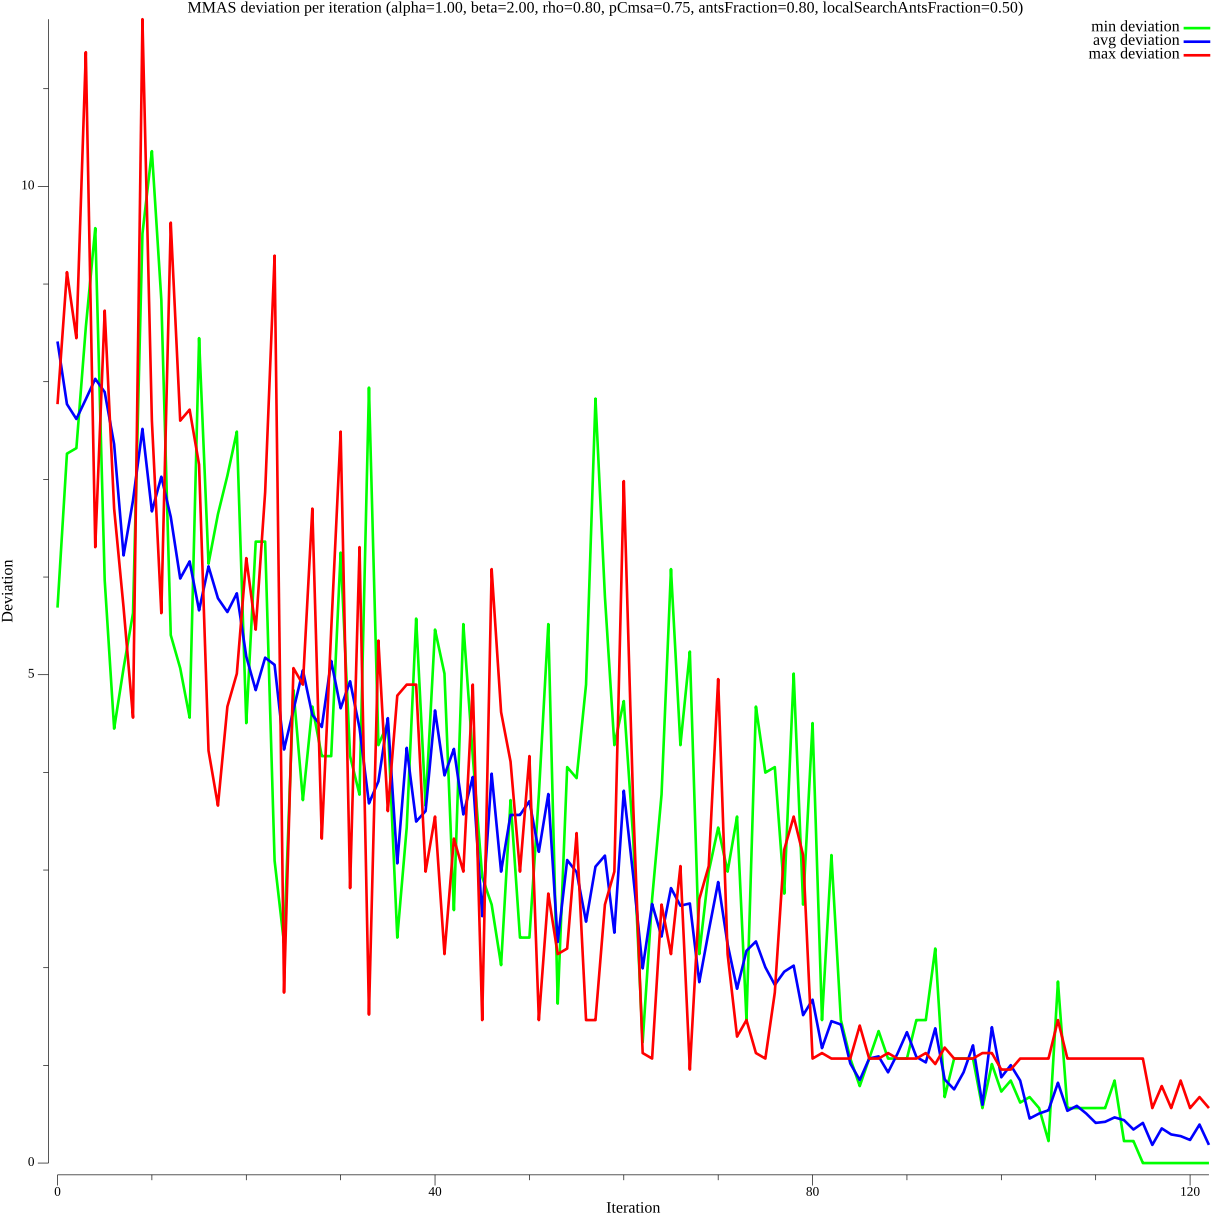 MMAS deviation per iteration (alpha=1.00, beta=2.00, rho=0.80, pCmsa=0.75, antsFraction=0.80, localSearchAntsFraction=0.50)
min deviation
avg deviation
max deviation
10
5
0
Deviation
0
40
80
120
Iteration